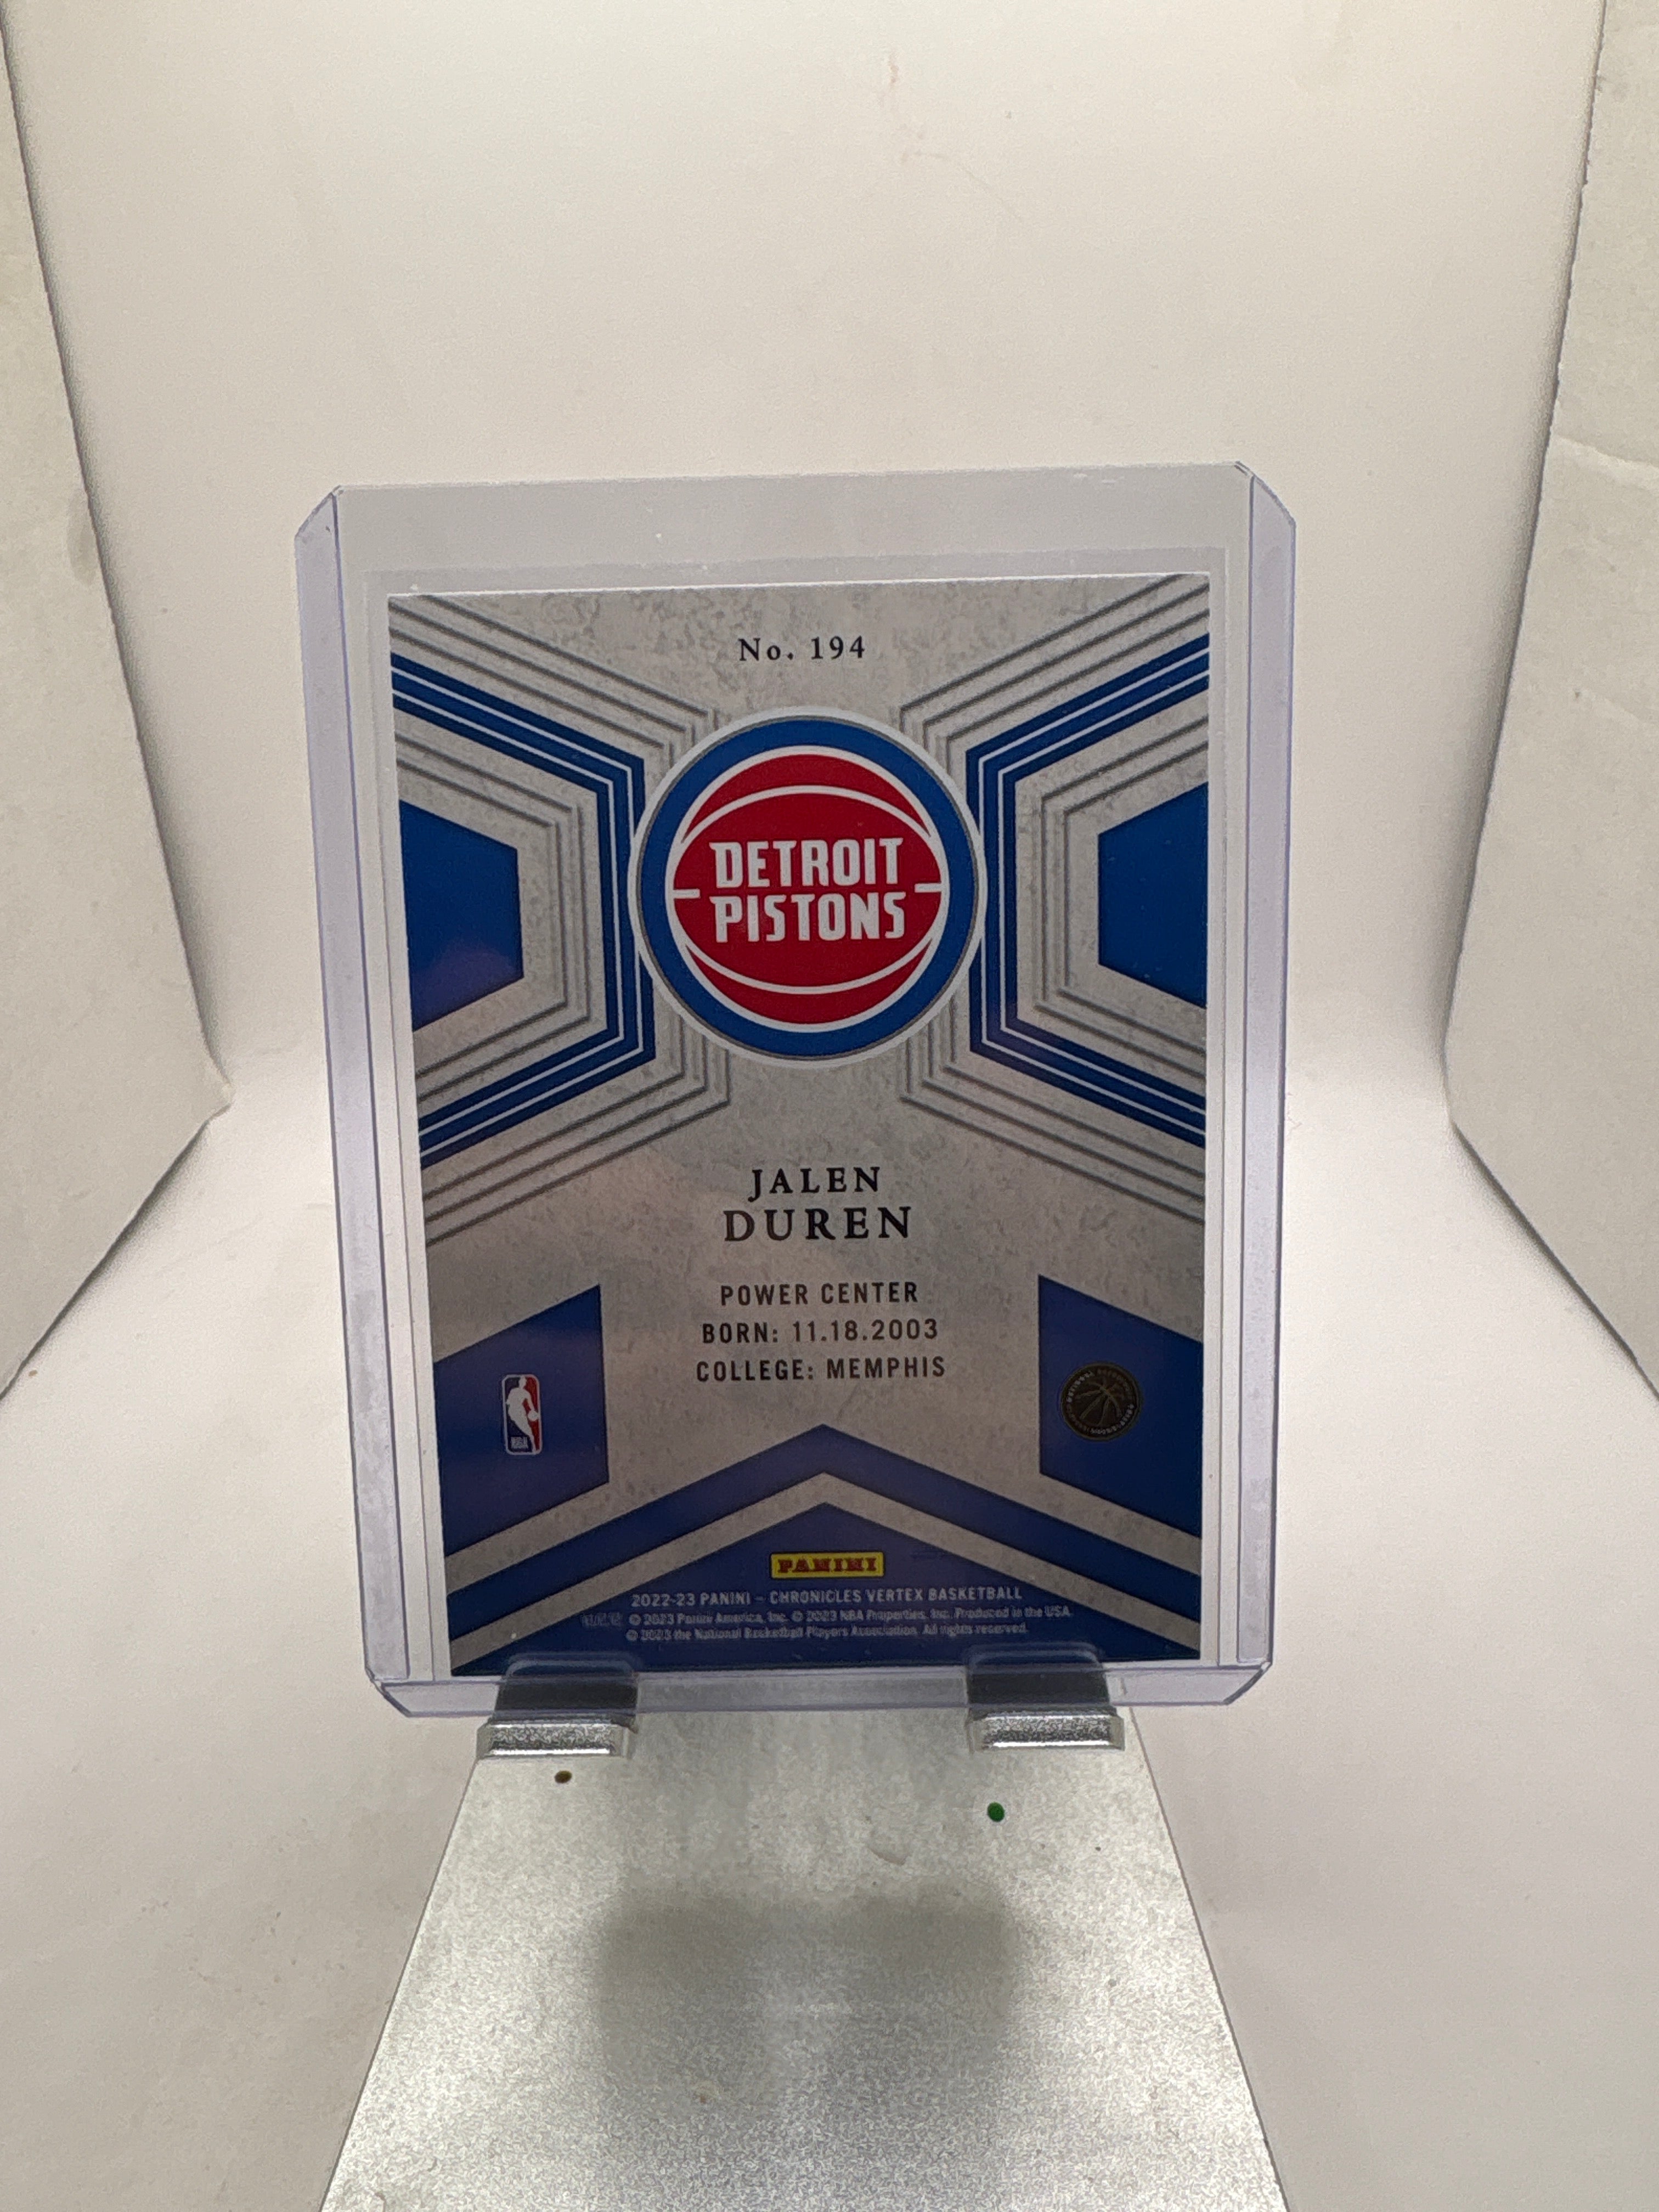 No. 194
DETROIT
PISTONS
JALEN
DUREN
POWER CENTER
BORN: 11.18.2003
COLLEGE: MEMPHIS
NBA
PANINI
2022-23 PANINI – CHRONICLES VERTEX BASKETBALL
© 2023 Panini America, Inc. © 2023 NBA Properties, Inc. Produced in the USA.
© 2023 the National Basketball Players Association. All rights reserved.